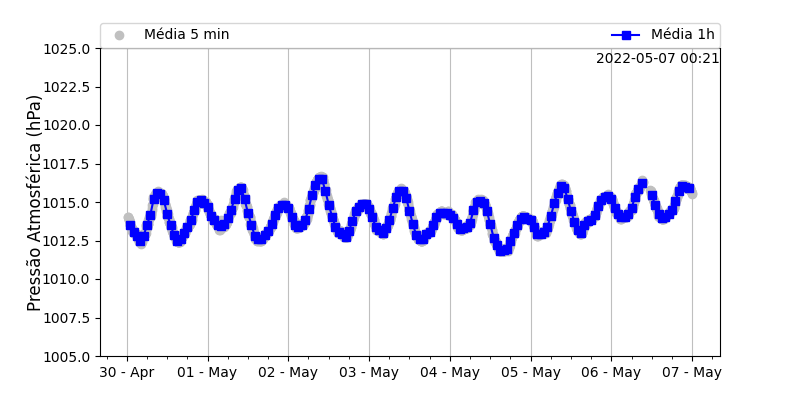 Média 5 min
Média 1h
2022-05-07 00:21
Pressão Atmosférica (hPa)
1025.0
1022.5
1020.0
1017.5
1015.0
1012.5
1010.0
1007.5
1005.0
30 - Apr
01 - May
02 - May
03 - May
04 - May
05 - May
06 - May
07 - May